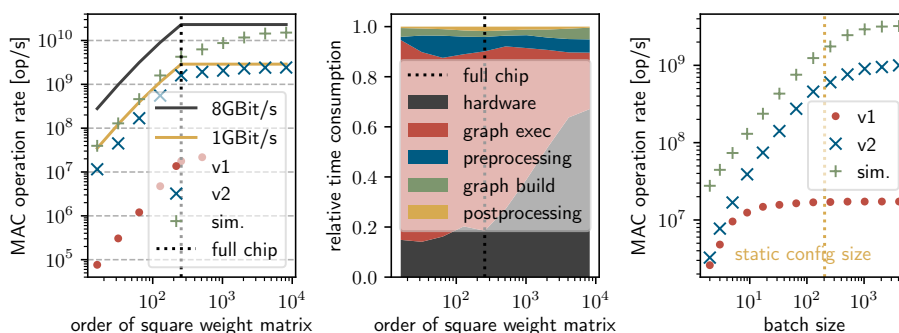 MAC operation rate [op/s]
10^10
10^9
10^8
10^7
10^6
10^5
8GBit/s
1GBit/s
v1
v2
sim.
full chip
10^2
10^3
10^4
order of square weight matrix
relative time consumption
1.0
0.8
0.6
0.4
0.2
0.0
full chip
hardware
graph exec
preprocessing
graph build
postprocessing
10^2
10^3
10^4
order of square weight matrix
MAC operation rate [op/s]
10^9
10^8
10^7
v1
v2
sim.
static config size
10^1
10^2
10^3
batch size